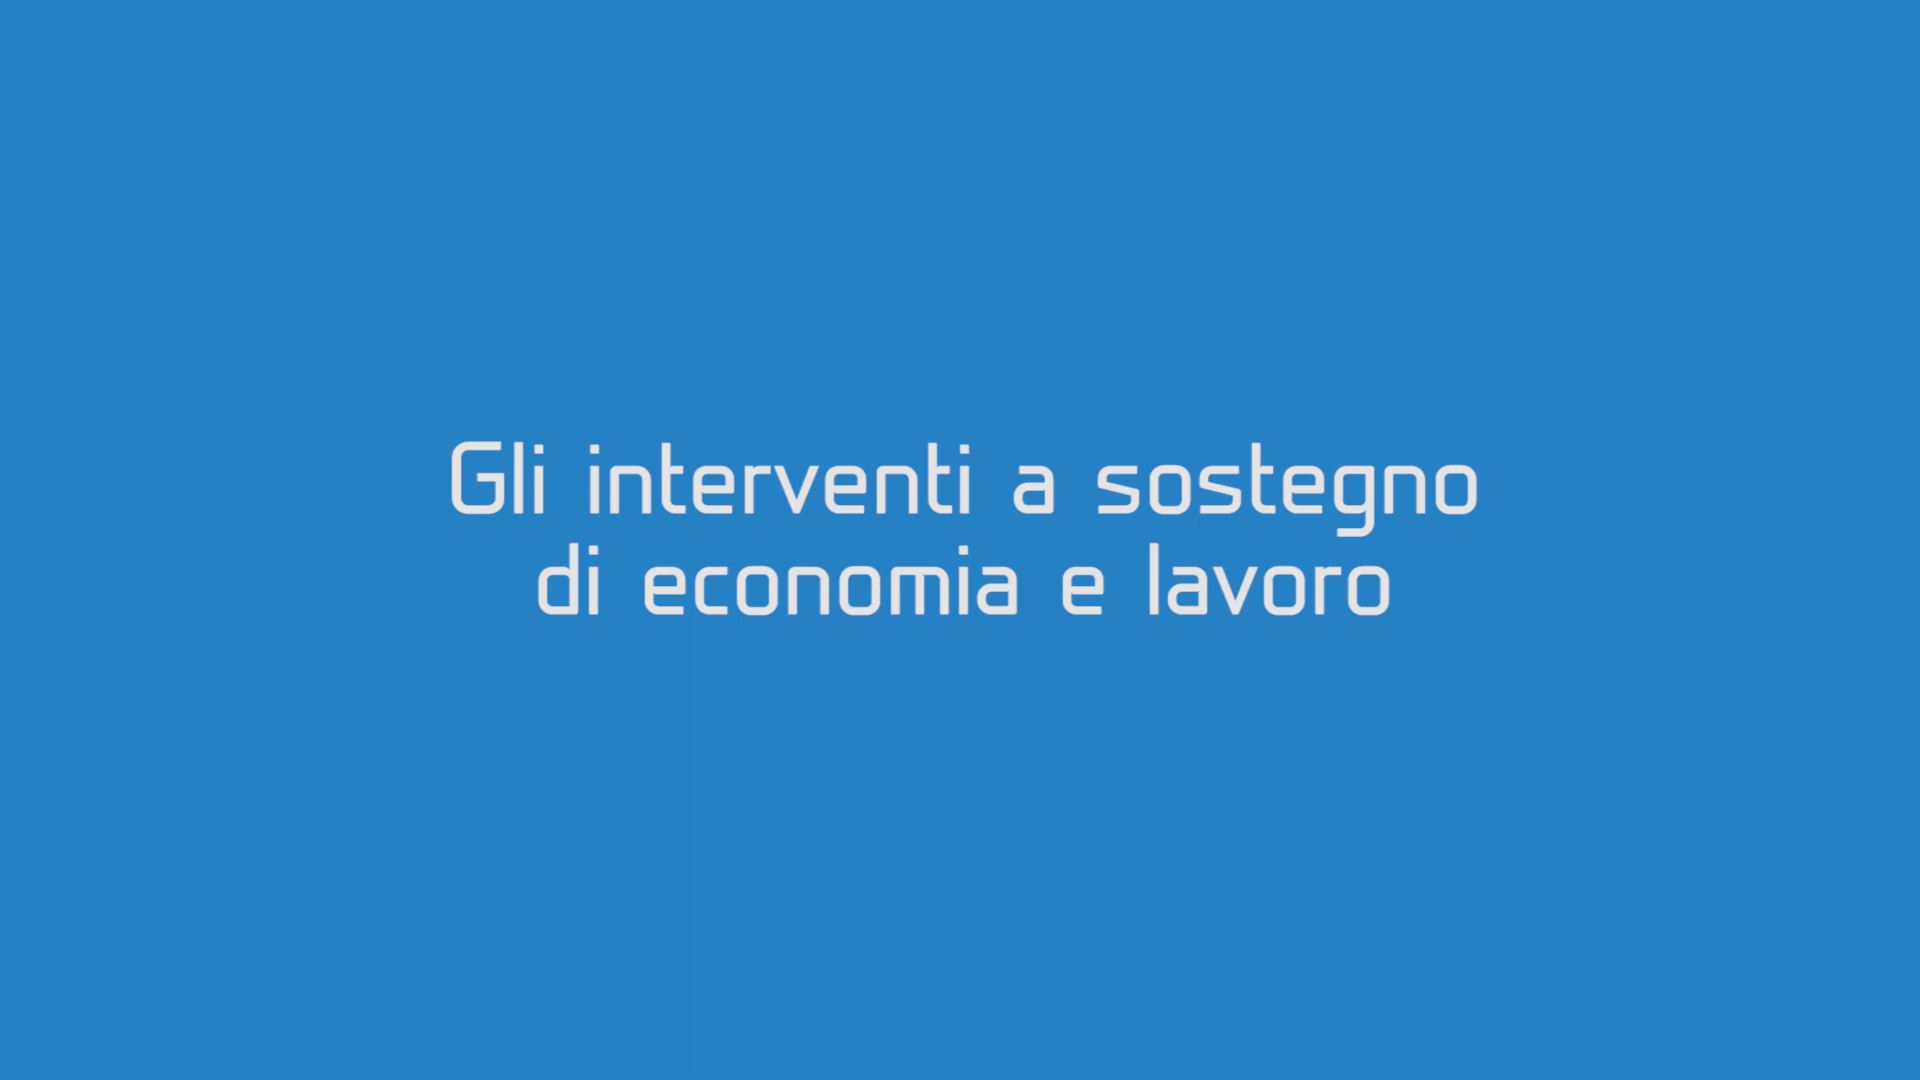 Gli interventi a sostegno
di economia e lavoro